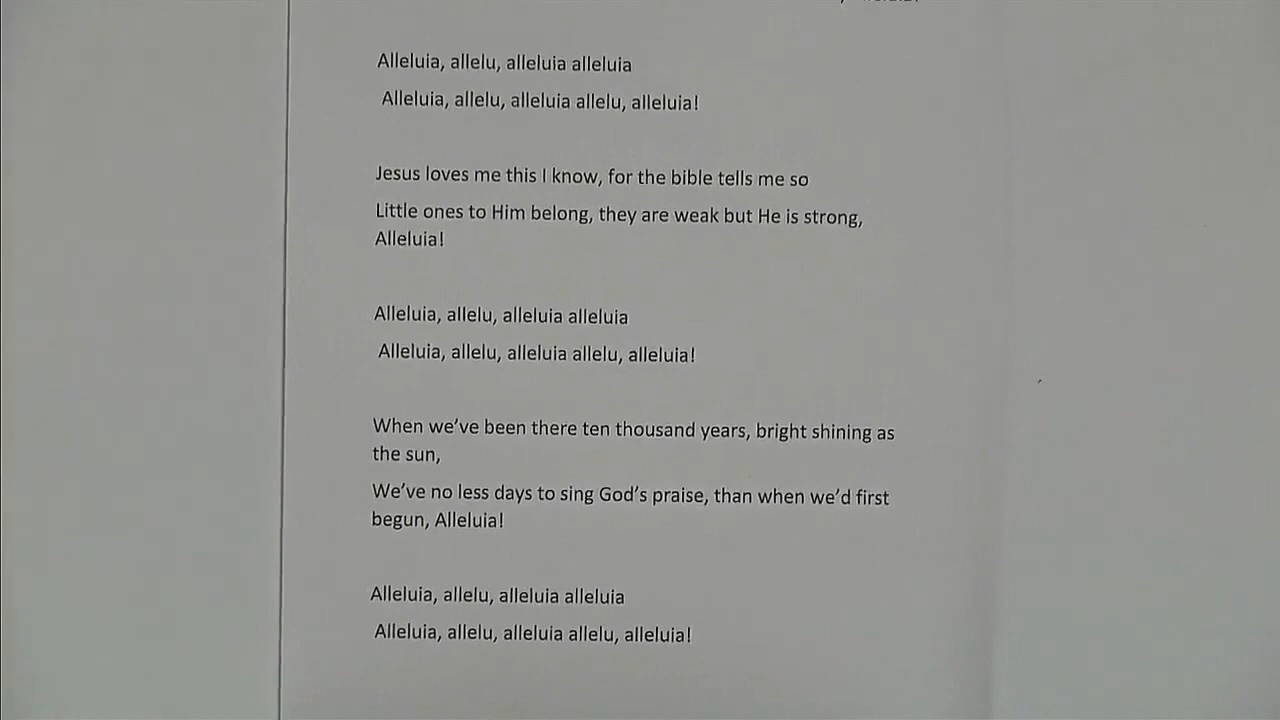 Alleluia, allelu, alleluia alleluia
Alleluia, allelu, alleluia allelu, alleluia!
Jesus loves me this I know, for the bible tells me so
Little ones to Him belong, they are weak but He is strong,
Alleluia!
Alleluia, allelu, alleluia alleluia
Alleluia, allelu, alleluia allelu, alleluia!
When we've been there ten thousand years, bright shining as
the sun,
We've no less days to sing God's praise, than when we'd first
begun, Alleluia!
Alleluia, allelu, alleluia alleluia
Alleluia, allelu, alleluia allelu, alleluia!